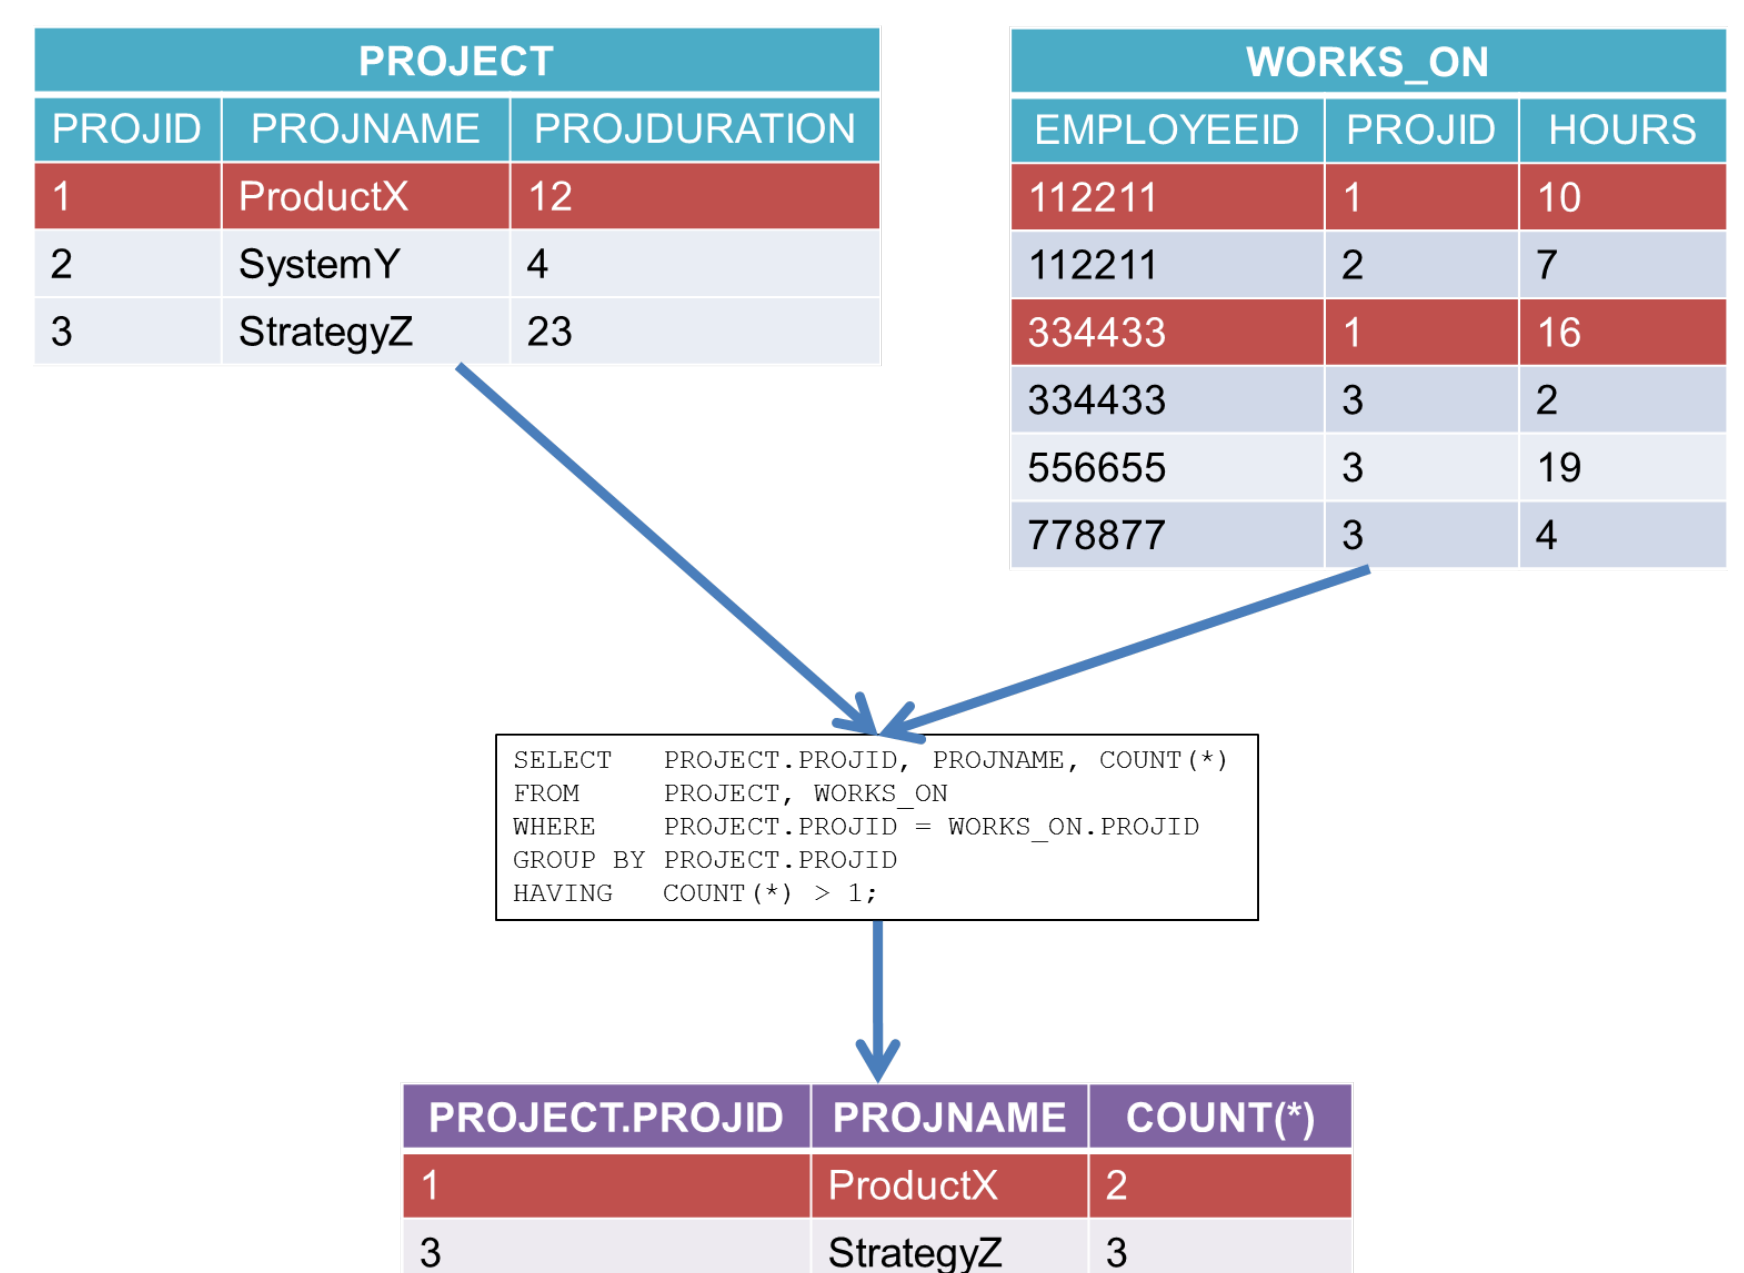 PROJECT
PROJID PROJNAME PROJDURATION
1 ProductX 12
2 SystemY 4
3 StrategyZ 23
WORKS_ON
EMPLOYEEID PROJID HOURS
112211 1 10
112211 2 7
334433 1 16
334433 3 2
556655 3 19
778877 3 4
SELECT PROJECT.PROJID, PROJNAME, COUNT(*)
FROM PROJECT, WORKS_ON
WHERE PROJECT.PROJID = WORKS_ON.PROJID
GROUP BY PROJECT.PROJID
HAVING COUNT(*) > 1;
PROJECT.PROJID PROJNAME COUNT(*)
1 ProductX 2
3 StrategyZ 3